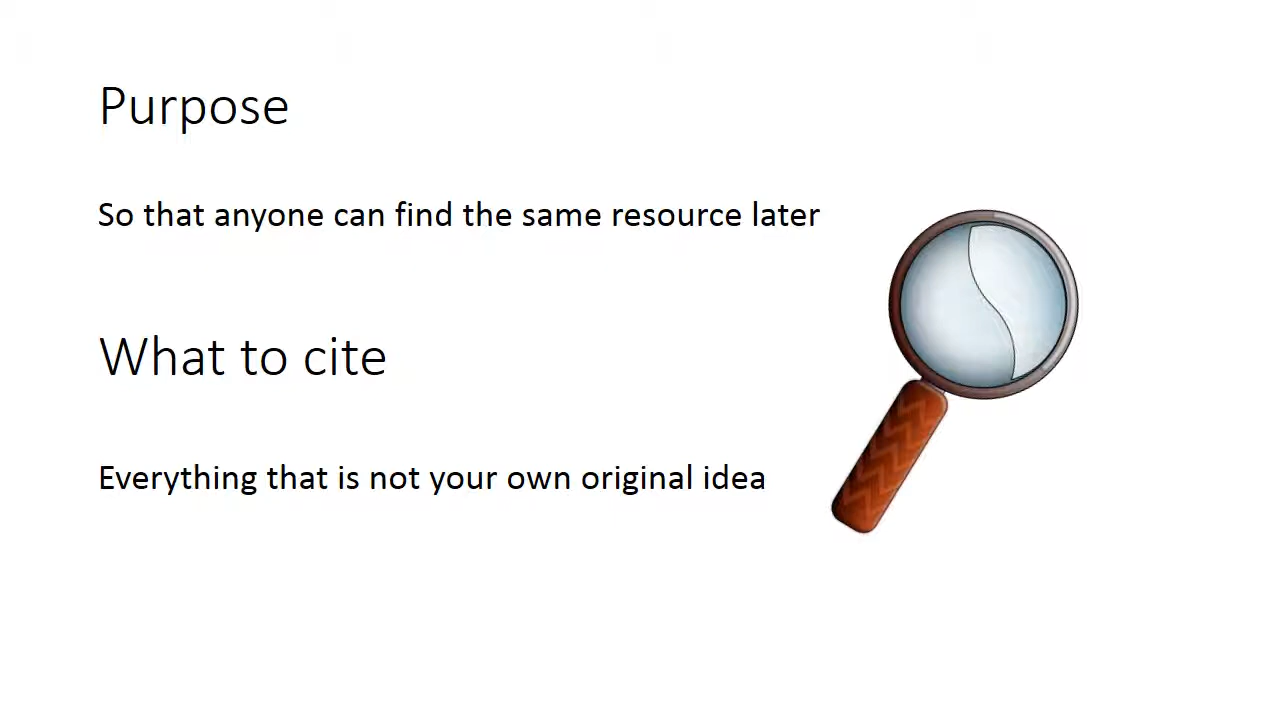 Purpose
So that anyone can find the same resource later
What to cite
Everything that is not your own original idea